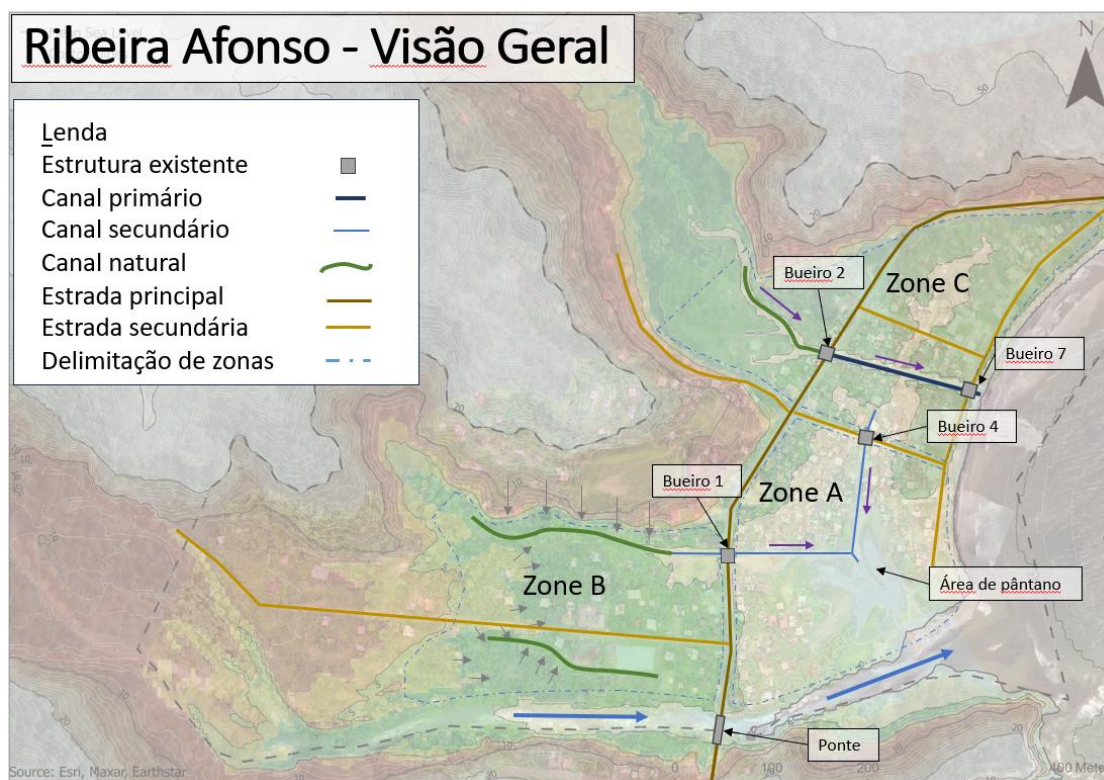 Ribeira Afonso - Visão Geral
N
Lenda
Estrutura existente
Canal primário
Canal secundário
Canal natural
Estrada principal
Estrada secundária
Delimitação de zonas
Bueiro 2
Zone C
Bueiro 7
Bueiro 4
Bueiro 1
Zone A
Área de pântano
Zone B
Ponte
0 100 200 400 Mete
Source: Esri, Maxar, Earthstar